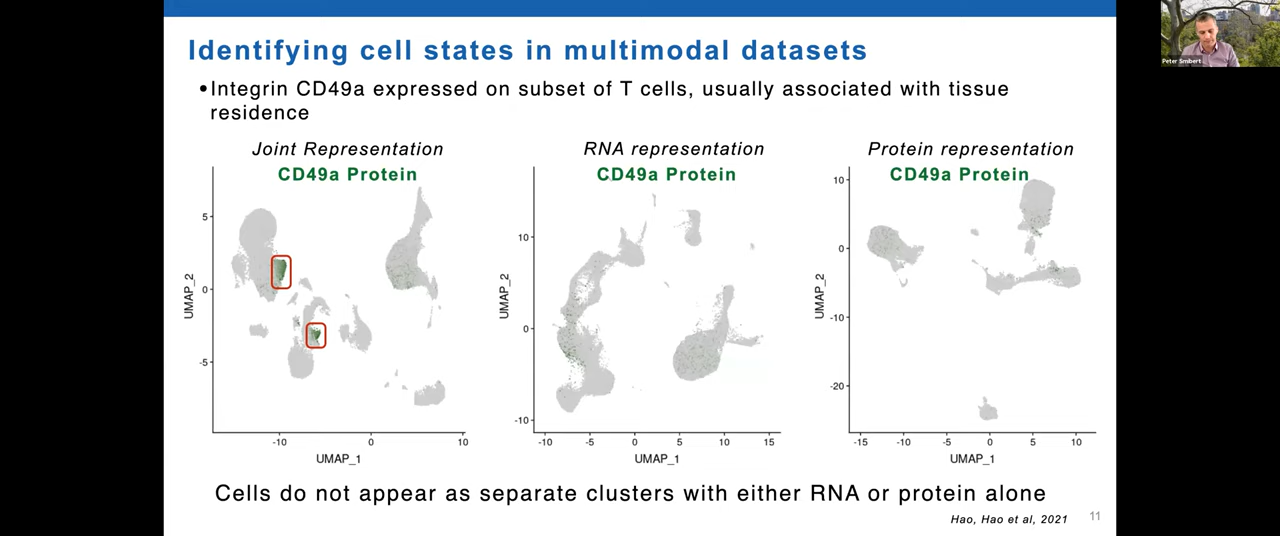 Identifying cell states in multimodal datasets
Peter Smibert
•Integrin CD49a expressed on subset of T cells, usually associated with tissue
residence
Joint Representation
CD49a Protein
5
0
-5
-10
0
10
UMAP_2
UMAP_1
RNA representation
CD49a Protein
10
0
-10
-10
-5
0
5
10
15
UMAP_2
UMAP_1
Protein representation
CD49a Protein
10
0
-10
-20
-15
-10
-5
0
5
10
UMAP_2
UMAP_1
Cells do not appear as separate clusters with either RNA or protein alone
Hao, Hao et al, 2021
11